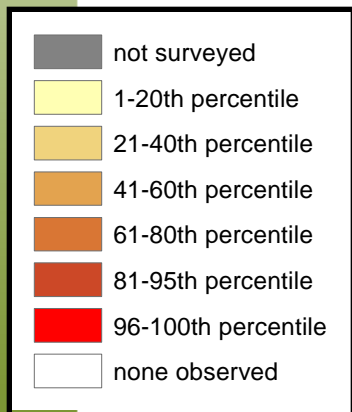 not surveyed
1-20th percentile
21-40th percentile
41-60th percentile
61-80th percentile
81-95th percentile
96-100th percentile
none observed